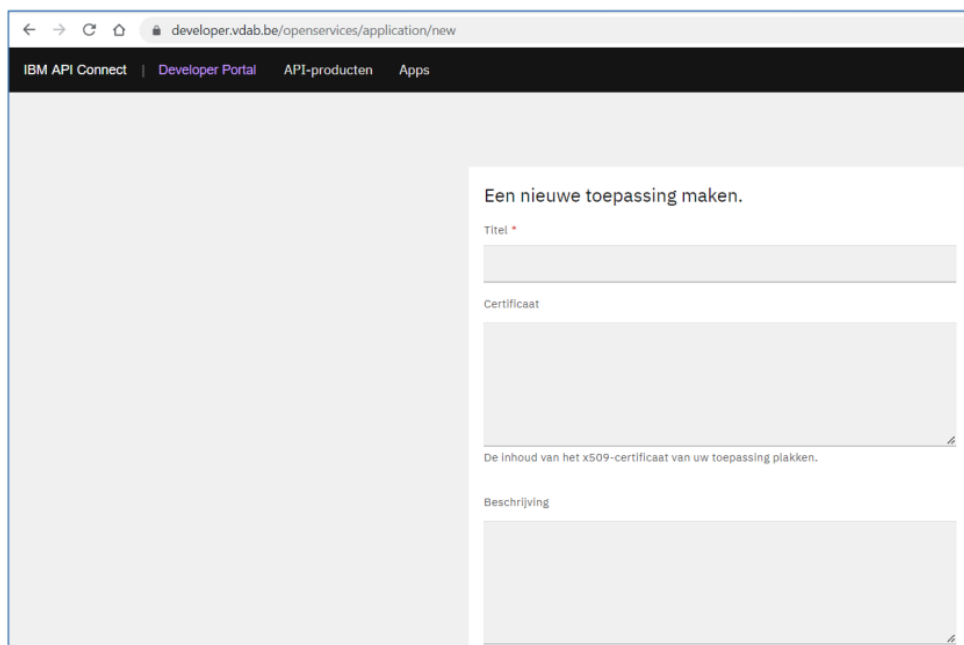 developer.vdab.be/openservices/application/new
IBM API Connect | Developer Portal API-producten Apps
Een nieuwe toepassing maken.
Titel *
Certificaat
De inhoud van het x509-certificaat van uw toepassing plakken.
Beschrijving